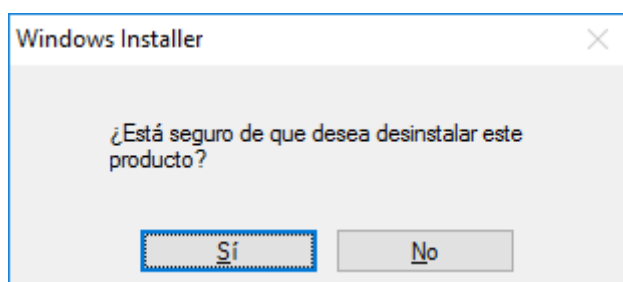 Windows Installer
¿Está seguro de que desea desinstalar este
producto?
Sí
No